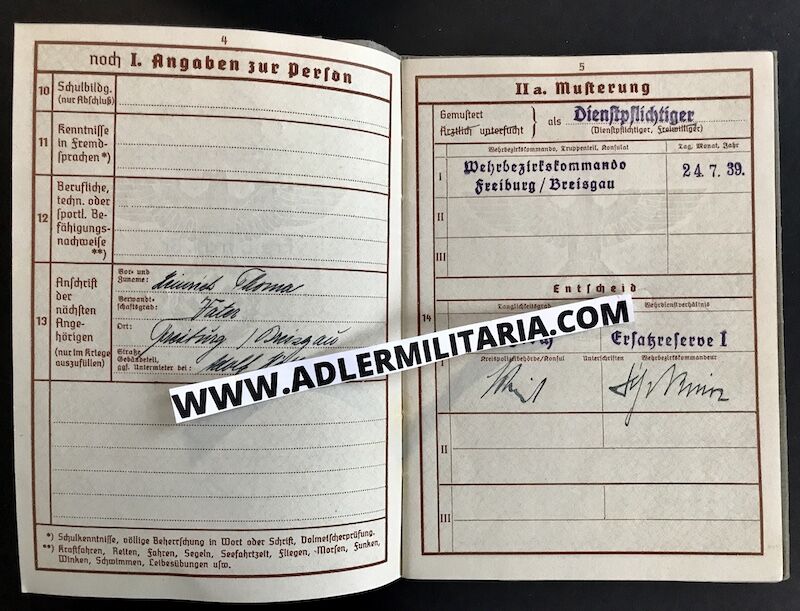 4
noch I. Angaben zur Person
10 Schulbildg.
(nur Abschluß)
11 Kenntnisse
in Fremd-
sprachen*)
12 Berufliche,
techn. oder
sportl. Be-
fähigungs-
nachweise
**)
13 Anschrift
der
nächsten
Ange-
hörigen
(nur im Kriege
auszufüllen)
Vor- und
Zuname: Heinrich Thoma
Verwandt-
schaftsgrad: Vater
Ort: Freiburg / Breisgau
Straße,
Gebäudeteil,
ggf. Untermieter bei: Adolf
*) Schulkenntnisse, völlige Beherrschung in Wort oder Schrift, Dolmetscherprüfung.
**) Kraftfahren, Reiten, Fahren, Segeln, Seefahrtzeit, Fliegen, Morsen, Funken,
Winken, Schwimmen, Leibesübungen usw.
5
II a. Musterung
Gemustert
Ärztlich untersucht } als Dienstpflichtiger
(Dienstpflichtiger, Freiwilliger)
Wehrbezirkskommando, Truppenteil, Konsulat
Tag, Monat, Jahr
I Wehrbezirkskommando
Freiburg / Breisgau
24. 7. 39.
II
III
Entscheid
14
Tauglichkeitsgrad
Wehrdienstverhältnis
Ersatzreserve I
I
Kreispolizeibehörde/Konsul
Unterschriften
Wehrbezirkskommandeur
II
III
WWW.ADLERMILITARIA.COM